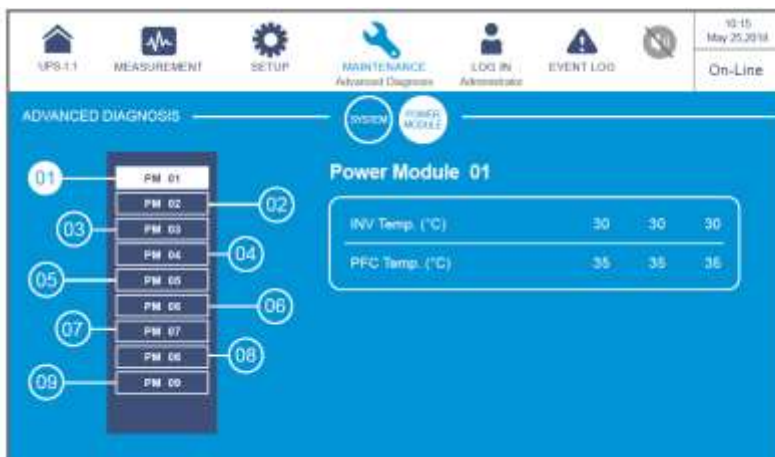 10:15
May 25,2018
UPS-1.1
MEASUREMENT
SETUP
MAINTENANCE
Advanced Diagnosis
LOG IN
Administrator
EVENT LOG
On-Line
ADVANCED DIAGNOSIS
SYSTEM
POWER MODULE
Power Module 01
01
PM 01
PM 02
02
03
PM 03
PM 04
04
05
PM 05
PM 06
06
07
PM 07
PM 08
08
09
PM 09
INV Temp. (°C) 30 30 30
PFC Temp. (°C) 35 35 35